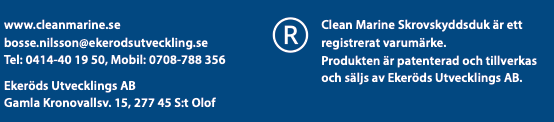 www.cleanmarine.se
bosse.nilsson@ekerodsutveckling.se
Tel: 0414-40 19 50, Mobil: 0708-788 356
Ekeröds Utvecklings AB
Gamla Kronovallsv. 15, 277 45 S:t Olof
®
Clean Marine Skrovskyddsduk är ett
registrerat varumärke.
Produkten är patenterad och tillverkas
och säljs av Ekeröds Utvecklings AB.